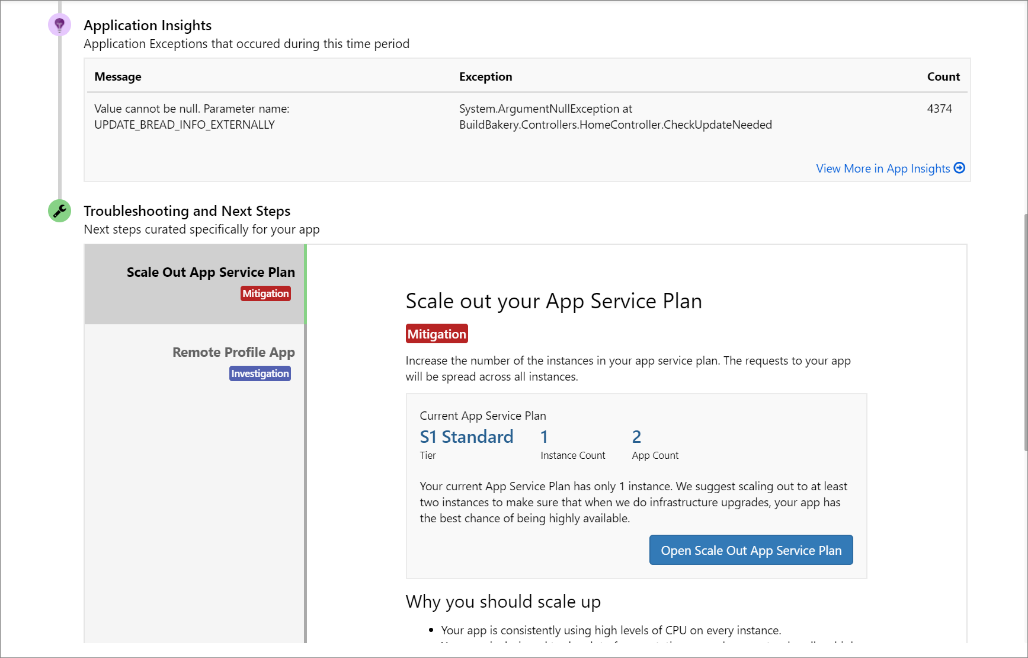 Application Insights
Application Exceptions that occured during this time period
Message Exception Count
Value cannot be null. Parameter name: System.ArgumentNullException at 4374
UPDATE_BREAD_INFO_EXTERNALLY BuildBakery.Controllers.HomeController.CheckUpdateNeeded
View More in App Insights
Troubleshooting and Next Steps
Next steps curated specifically for your app
Scale Out App Service Plan
Mitigation
Remote Profile App
Investigation
Scale out your App Service Plan
Mitigation
Increase the number of the instances in your app service plan. The requests to your app
will be spread across all instances.
Current App Service Plan
S1 Standard 1 2
Tier Instance Count App Count
Your current App Service Plan has only 1 instance. We suggest scaling out to at least
two instances to make sure that when we do infrastructure upgrades, your app has
the best chance of being highly available.
Open Scale Out App Service Plan
Why you should scale up
• Your app is consistently using high levels of CPU on every instance.